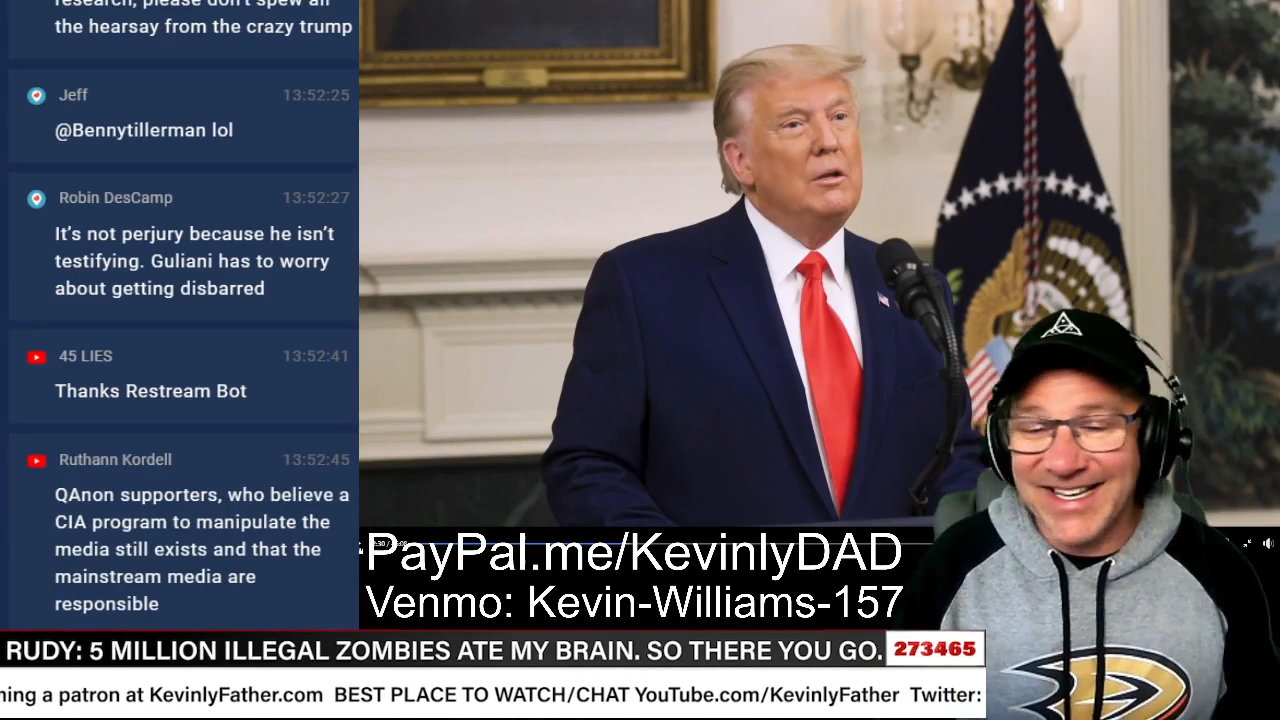 research, please don't spew all
the hearsay from the crazy trump
Jeff 13:52:25
@Bennytillerman lol
Robin DesCamp 13:52:27
It's not perjury because he isn't
testifying. Guliani has to worry
about getting disbarred
45 LIES 13:52:41
Thanks Restream Bot
Ruthann Kordell 13:52:45
QAnon supporters, who believe a
CIA program to manipulate the
media still exists and that the
mainstream media are
responsible
PayPal.me/KevinlyDAD
Venmo: Kevin-Williams-157
RUDY: 5 MILLION ILLEGAL ZOMBIES ATE MY BRAIN. SO THERE YOU GO. 273465
ning a patron at KevinlyFather.com BEST PLACE TO WATCH/CHAT YouTube.com/KevinlyFather Twitter: